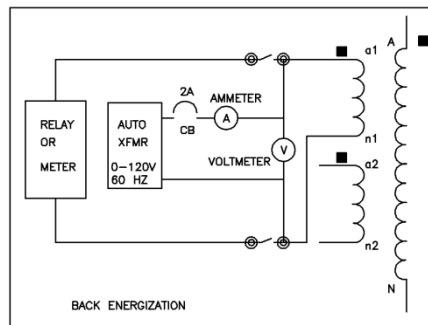 A
a1
2A
AMMETER
RELAY
OR
METER
AUTO
XFMR
A
CB
0-120V
60 HZ
VOLTMETER
V
n1
a2
n2
N
BACK ENERGIZATION